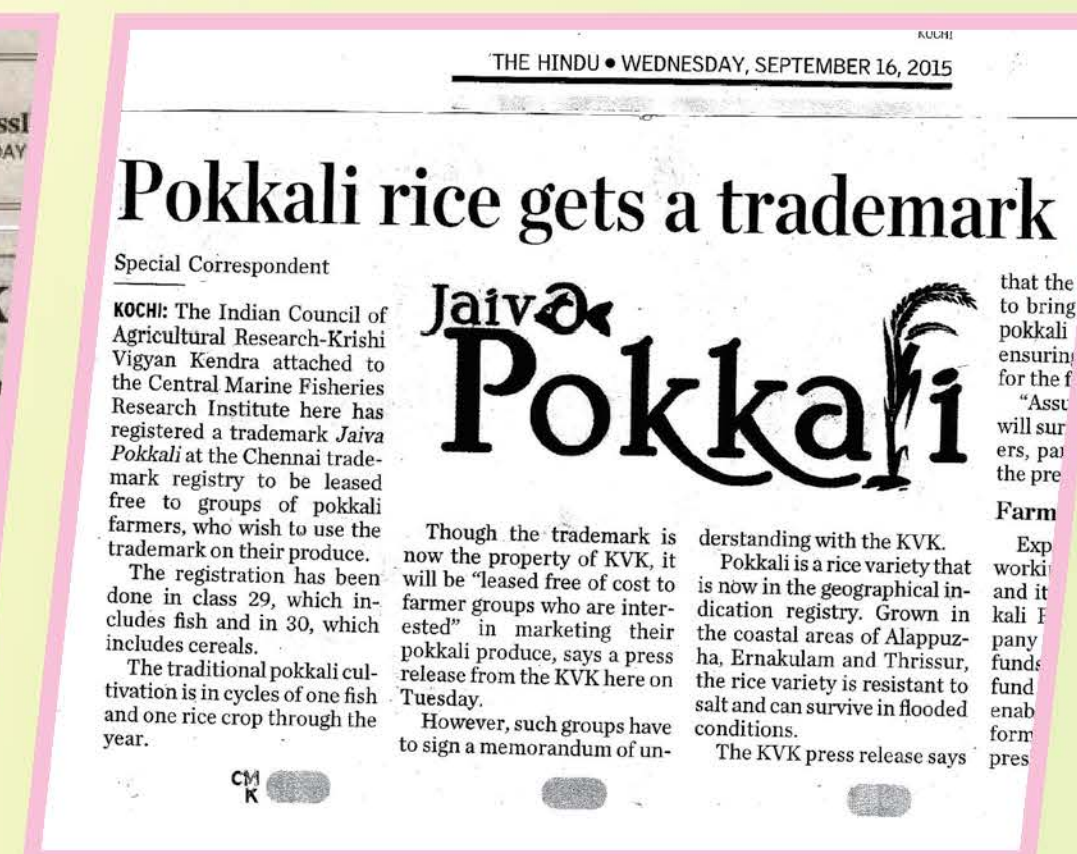 KOCHI
THE HINDU • WEDNESDAY, SEPTEMBER 16, 2015
Pokkali rice gets a trademark
Special Correspondent
KOCHI: The Indian Council of
Agricultural Research-Krishi
Vigyan Kendra attached to
the Central Marine Fisheries
Research Institute here has
registered a trademark Jaiva
Pokkali at the Chennai trade-
mark registry to be leased
free to groups of pokkali
farmers, who wish to use the
trademark on their produce.
The registration has been
done in class 29, which in-
cludes fish and in 30, which
includes cereals.
The traditional pokkali cul-
tivation is in cycles of one fish
and one rice crop through the
year.
Jaiva
Pokkali
Though the trademark is
now the property of KVK, it
will be "leased free of cost to
farmer groups who are inter-
ested" in marketing their
pokkali produce, says a press
release from the KVK here on
Tuesday.
However, such groups have
to sign a memorandum of un-
derstanding with the KVK.
Pokkali is a rice variety that
is now in the geographical in-
dication registry. Grown in
the coastal areas of Alappuz-
ha, Ernakulam and Thrissur,
the rice variety is resistant to
salt and can survive in flooded
conditions.
The KVK press release says
that the
to bring
pokkali
ensuring
for the f
"Assu
will sur
ers, par
the pre
Farm
Exp
workin
and it
kali
pany
funds
fund
enab
form
pres
CM
K
ssl
AY